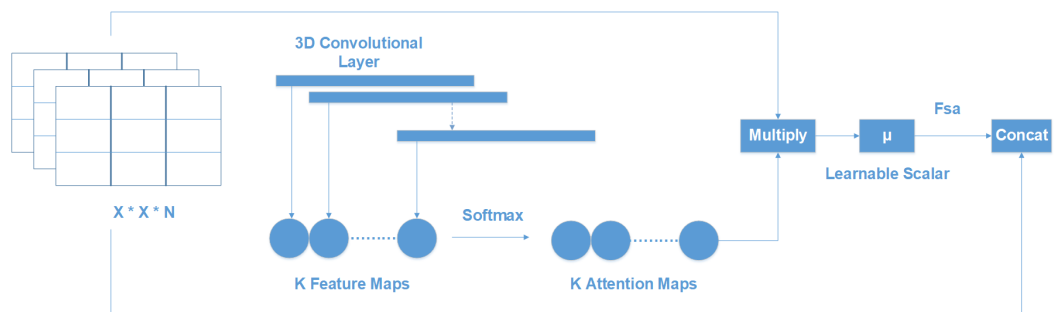 3D Convolutional
Layer
X * X * N
Softmax
K Feature Maps
K Attention Maps
Multiply
μ
Learnable Scalar
Fsa
Concat